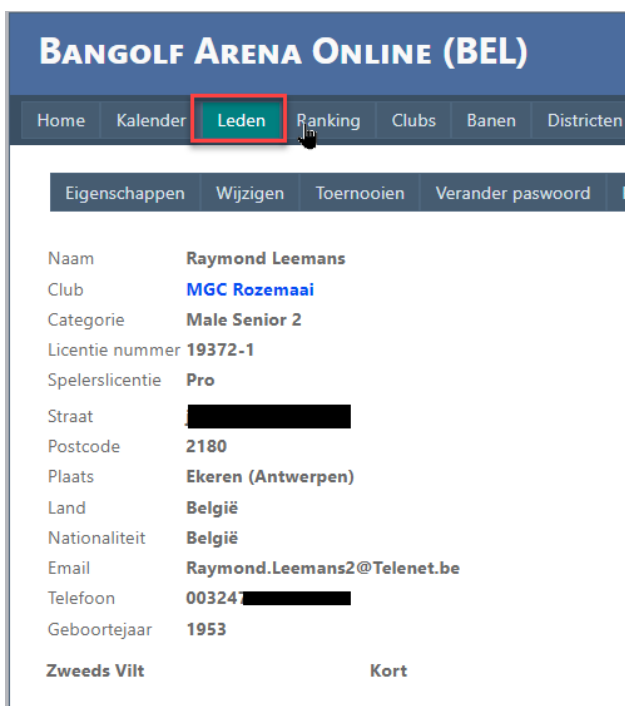 BANGOLF ARENA ONLINE (BEL)
Home Kalender Leden Ranking Clubs Banen Districten
Eigenschappen Wijzigen Toernooien Verander paswoord
Naam Raymond Leemans
Club MGC Rozemaai
Categorie Male Senior 2
Licentie nummer 19372-1
Spelerslicentie Pro
Straat
Postcode 2180
Plaats Ekeren (Antwerpen)
Land België
Nationaliteit België
Email Raymond.Leemans2@Telenet.be
Telefoon 00324
Geboortejaar 1953
Zweeds Vilt Kort